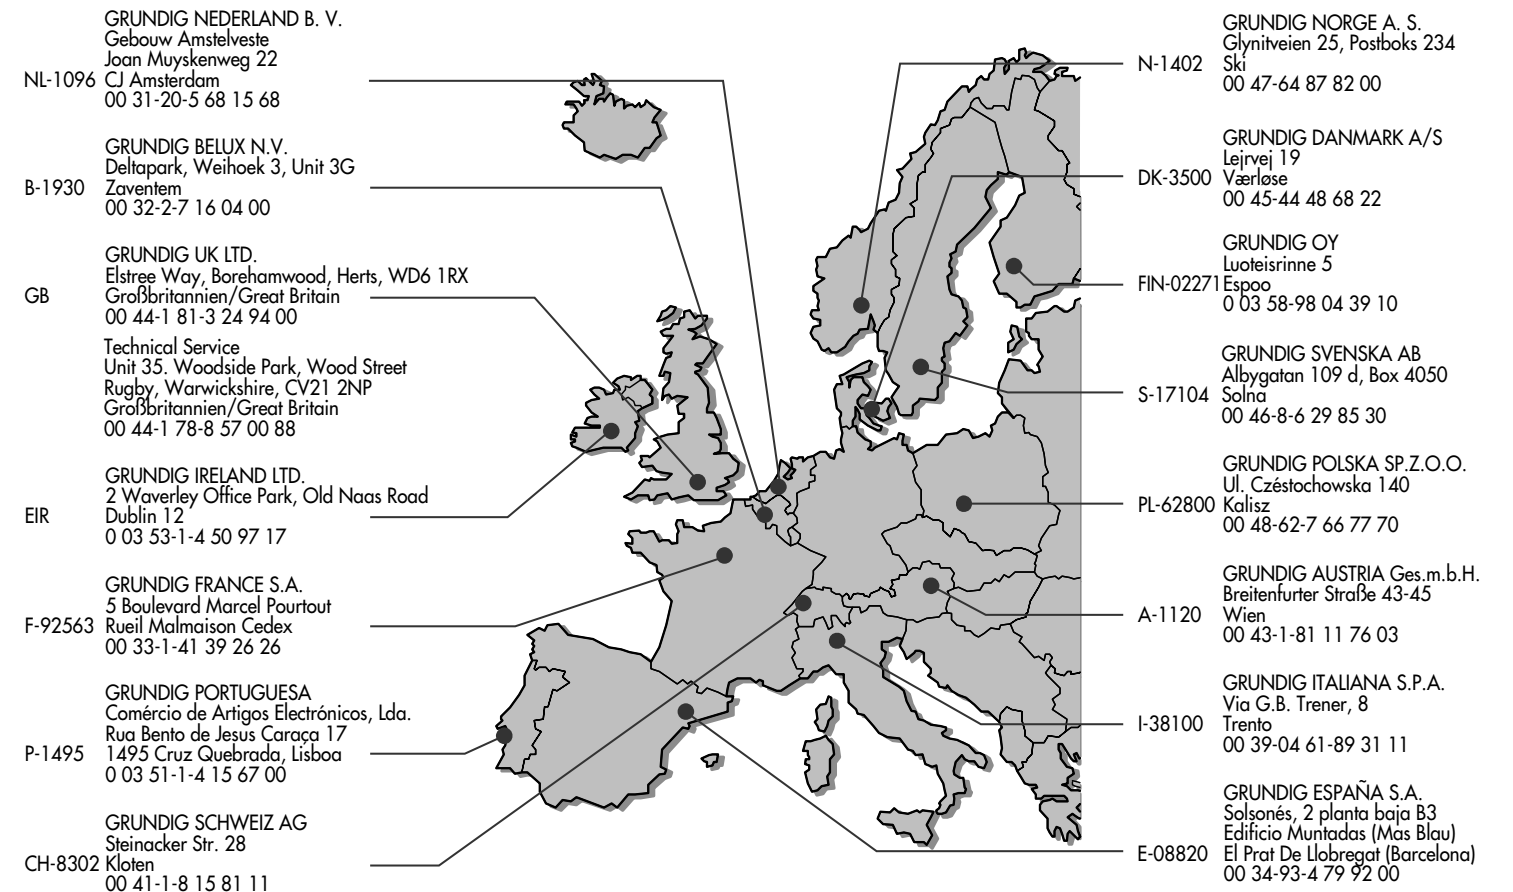 GRUNDIG NEDERLAND B. V.
Gebouw Amstelveste
Joan Muyskenweg 22
NL-1096 CJ Amsterdam
00 31-20-5 68 15 68
GRUNDIG BELUX N.V.
Deltapark, Weihoek 3, Unit 3G
B-1930 Zaventem
00 32-2-7 16 04 00
GRUNDIG UK LTD.
Elstree Way, Borehamwood, Herts, WD6 1RX
GB Großbritannien/Great Britain
00 44-1 81-3 24 94 00
Technical Service
Unit 35. Woodside Park, Wood Street
Rugby, Warwickshire, CV21 2NP
Großbritannien/Great Britain
00 44-1 78-8 57 00 88
GRUNDIG IRELAND LTD.
2 Waverley Office Park, Old Naas Road
EIR Dublin 12
0 03 53-1-4 50 97 17
GRUNDIG FRANCE S.A.
5 Boulevard Marcel Pourtout
F-92563 Rueil Malmaison Cedex
00 33-1-41 39 26 26
GRUNDIG PORTUGUESA
Comércio de Artigos Electrónicos, Lda.
Rua Bento de Jesus Caraça 17
P-1495 1495 Cruz Quebrada, Lisboa
0 03 51-1-4 15 67 00
GRUNDIG SCHWEIZ AG
Steinacker Str. 28
CH-8302 Kloten
00 41-1-8 15 81 11
GRUNDIG NORGE A. S.
Glynitveien 25, Postboks 234
N-1402 Ski
00 47-64 87 82 00
GRUNDIG DANMARK A/S
Lejrvej 19
DK-3500 Værløse
00 45-44 48 68 22
GRUNDIG OY
Luoteisrinne 5
FIN-02271 Espoo
0 03 58-98 04 39 10
GRUNDIG SVENSKA AB
Albygatan 109 d, Box 4050
S-17104 Solna
00 46-8-6 29 85 30
GRUNDIG POLSKA SP.Z.O.O.
Ul. Czéstochowska 140
PL-62800 Kalisz
00 48-62-7 66 77 70
GRUNDIG AUSTRIA Ges.m.b.H.
Breitenfurter Straße 43-45
A-1120 Wien
00 43-1-81 11 76 03
GRUNDIG ITALIANA S.P.A.
Via G.B. Trener, 8
I-38100 Trento
00 39-04 61-89 31 11
GRUNDIG ESPAÑA S.A.
Solsonés, 2 planta baja B3
Edificio Muntadas (Mas Blau)
E-08820 El Prat De Llobregat (Barcelona)
00 34-93-4 79 92 00